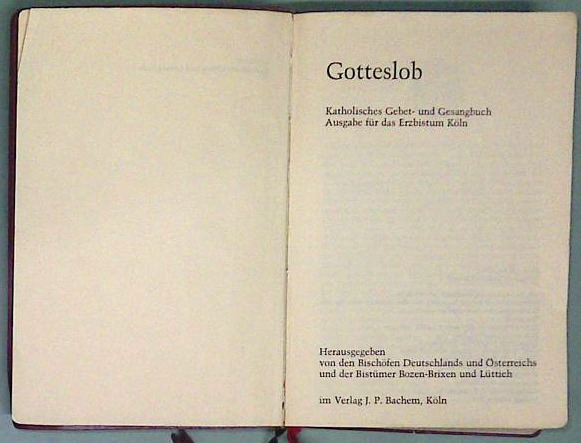 Gotteslob
Katholisches Gebet- und Gesangbuch
Ausgabe für das Erzbistum Köln
Herausgegeben
von den Bischöfen Deutschlands und Österreichs
und der Bistümer Bozen-Brixen und Lüttich
im Verlag J. P. Bachem, Köln